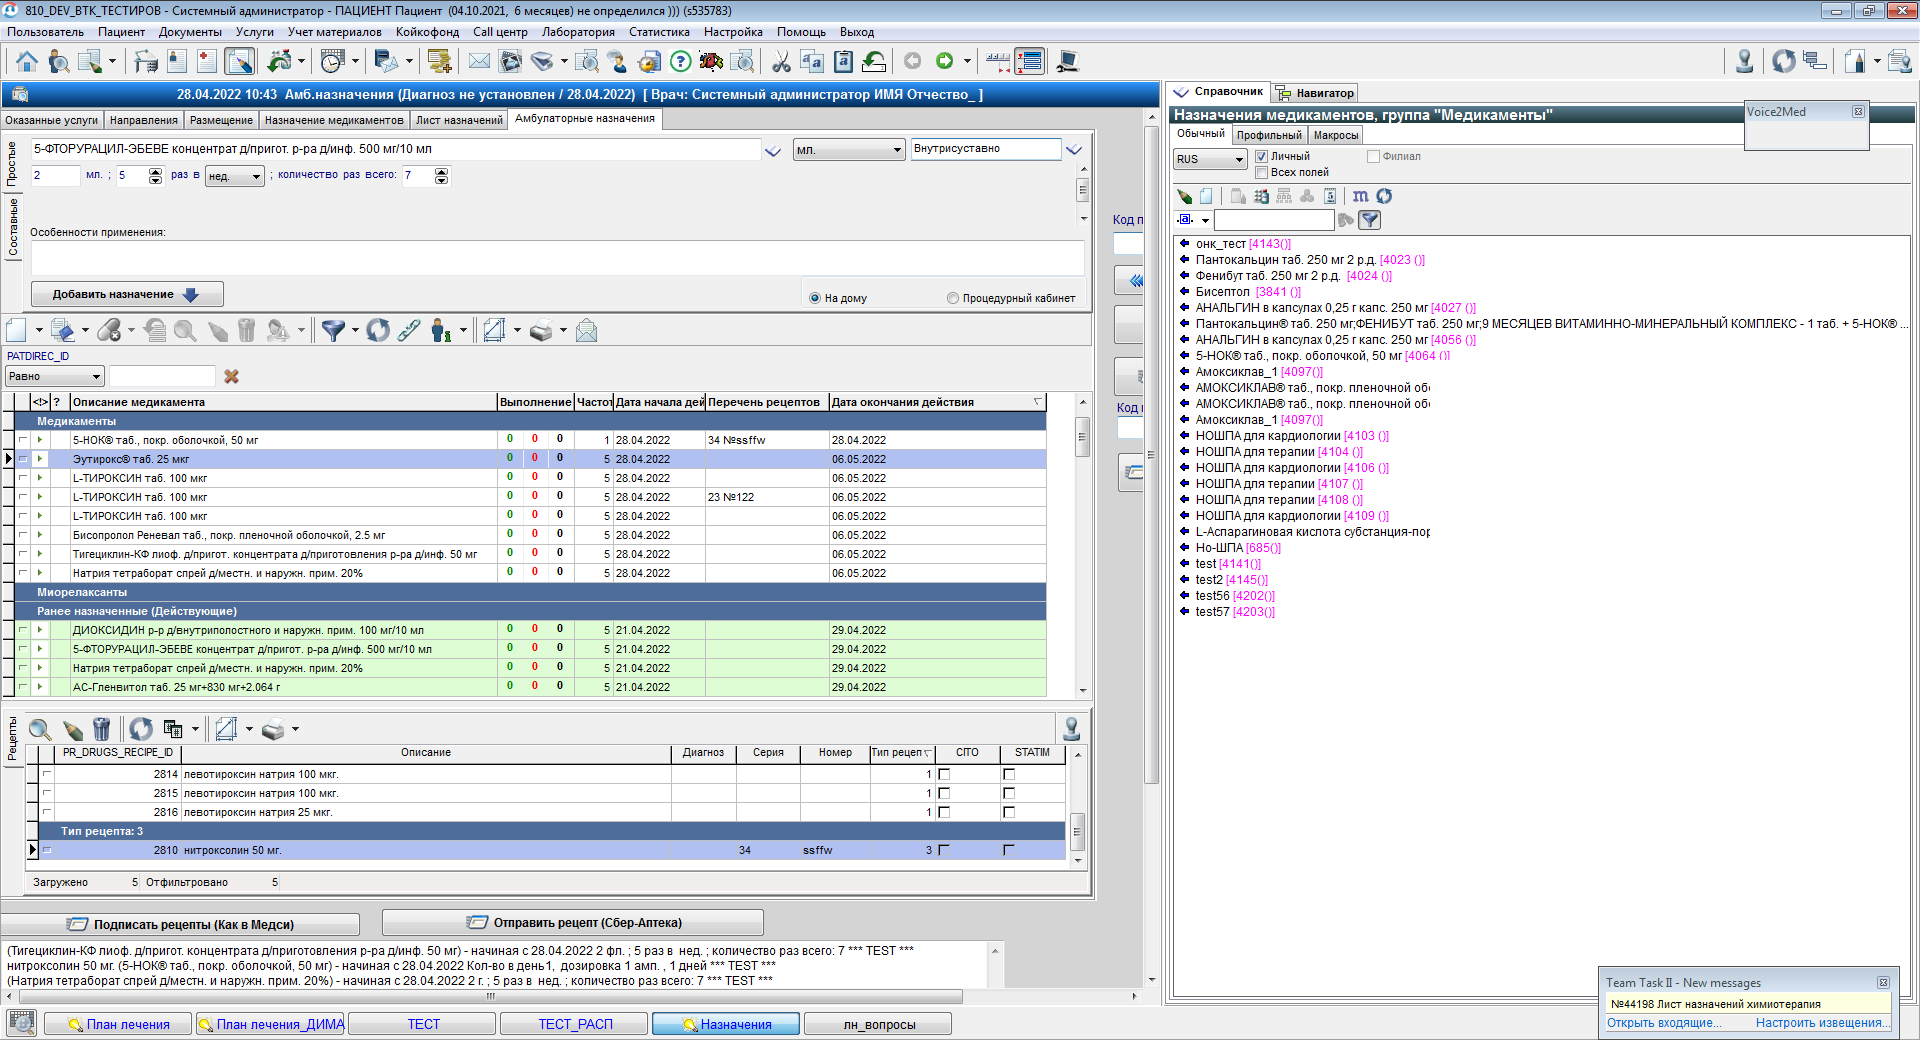 810_DEV_BTK_ТЕСТИРОВ - Системный администратор - ПАЦИЕНТ Пациент (04.10.2021, 6 месяцев) не определился ))) (s535783)
Пользователь Пациент Документы Услуги Учет материалов Койкофонд Call центр Лаборатория Статистика Настройка Помощь Выход
28.04.2022 10:43 Амб.назначения (Диагноз не установлен / 28.04.2022) [ Врач: Системный администратор ИМЯ Отчество_ ]
Оказанные услуги Направления Размещение Назначение медикаментов Лист назначений Амбулаторные назначения
Простые
Составные
5-ФТОРУРАЦИЛ-ЭБЕВЕ концентрат д/пригот. р-ра д/инф. 500 мг/10 мл мл. Внутрисуставно
2 мл. ; 5 раз в нед. ; количество раз всего: 7
Особенности применения:
Добавить назначение На дому Процедурный кабинет
Код п
Код п
PATDIREC_ID
Равно
<!> ? Описание медикамента Выполнение Частот Дата начала дей Перечень рецептов Дата окончания действия
Медикаменты
5-НОК® таб., покр. оболочкой, 50 мг 0 0 0 1 28.04.2022 34 №ssffw 28.04.2022
Эутирокс® таб. 25 мкг 0 0 0 5 28.04.2022 06.05.2022
L-ТИРОКСИН таб. 100 мкг 0 0 0 5 28.04.2022 06.05.2022
L-ТИРОКСИН таб. 100 мкг 0 0 0 5 28.04.2022 23 №122 06.05.2022
L-ТИРОКСИН таб. 100 мкг 0 0 0 5 28.04.2022 06.05.2022
Бисопролол Реневал таб., покр. пленочной оболочкой, 2.5 мг 0 0 0 5 28.04.2022 06.05.2022
Тигециклин-КФ лиоф. д/пригот. концентрата д/приготовления р-ра д/инф. 50 мг 0 0 0 5 28.04.2022 06.05.2022
Натрия тетраборат спрей д/местн. и наружн. прим. 20% 0 0 0 5 28.04.2022 06.05.2022
Миорелаксанты
Ранее назначенные (Действующие)
ДИОКСИДИН р-р д/внутриполостного и наружн. прим. 100 мг/10 мл 0 0 0 5 21.04.2022 29.04.2022
5-ФТОРУРАЦИЛ-ЭБЕВЕ концентрат д/пригот. р-ра д/инф. 500 мг/10 мл 0 0 0 5 21.04.2022 29.04.2022
Натрия тетраборат спрей д/местн. и наружн. прим. 20% 0 0 0 5 21.04.2022 29.04.2022
АС-Гленвитол таб. 25 мг+830 мг+2.064 г 0 0 0 5 21.04.2022 29.04.2022
Рецепты
PR_DRUGS_RECIPE_ID Описание Диагноз Серия Номер Тип рецеп CITO STATIM
2814 левотироксин натрия 100 мкг. 1
2815 левотироксин натрия 100 мкг. 1
2816 левотироксин натрия 25 мкг. 1
Тип рецепта: 3
2810 нитроксолин 50 мг. 34 ssffw 3
Загружено 5 Отфильтровано 5
Подписать рецепты (Как в Медси) Отправить рецепт (Сбер-Аптека)
(Тигециклин-КФ лиоф. д/пригот. концентрата д/приготовления р-ра д/инф. 50 мг) - начиная с 28.04.2022 2 фл. ; 5 раз в нед. ; количество раз всего: 7 *** TEST ***
нитроксолин 50 мг. (5-НОК® таб., покр. оболочкой, 50 мг) - начиная с 28.04.2022 Кол-во в день1, дозировка 1 амп. , 1 дней *** TEST ***
(Натрия тетраборат спрей д/местн. и наружн. прим. 20%) - начиная с 28.04.2022 2 г. ; 5 раз в нед. ; количество раз всего: 7 *** TEST ***
План лечения План лечения_ДИМА ТЕСТ ТЕСТ_РАСП Назначения лн_вопросы
Справочник Навигатор
Назначения медикаментов, группа "Медикаменты"
Voice2Med
Обычный Профильный Макросы
RUS Личный Филиал
Всех полей
онк_тест [4143()]
Пантокальцин таб. 250 мг 2 р.д. [4023 ()]
Фенибут таб. 250 мг 2 р.д. [4024 ()]
Бисептол [3841 ()]
АНАЛЬГИН в капсулах 0,25 г капс. 250 мг [4027 ()]
Пантокальцин® таб. 250 мг;ФЕНИБУТ таб. 250 мг;9 МЕСЯЦЕВ ВИТАМИННО-МИНЕРАЛЬНЫЙ КОМПЛЕКС - 1 таб. + 5-НОК® ...
АНАЛЬГИН в капсулах 0,25 г капс. 250 мг [4056 ()]
5-НОК® таб., покр. оболочкой, 50 мг [4064 ()]
Амоксиклав_1 [4097()]
АМОКСИКЛАВ® таб., покр. пленочной обо
АМОКСИКЛАВ® таб., покр. пленочной обо
Амоксиклав_1 [4097()]
НОШПА для кардиологии [4103 ()]
НОШПА для терапии [4104 ()]
НОШПА для кардиологии [4106 ()]
НОШПА для терапии [4107 ()]
НОШПА для терапии [4108 ()]
НОШПА для кардиологии [4109 ()]
L-Аспарагиновая кислота субстанция-пор
Но-ШПА [685()]
test [4141()]
test2 [4145()]
test56 [4202()]
test57 [4203()]
Team Task II - New messages
№44198 Лист назначений химиотерапия
Открыть входящие... Настроить извещения...